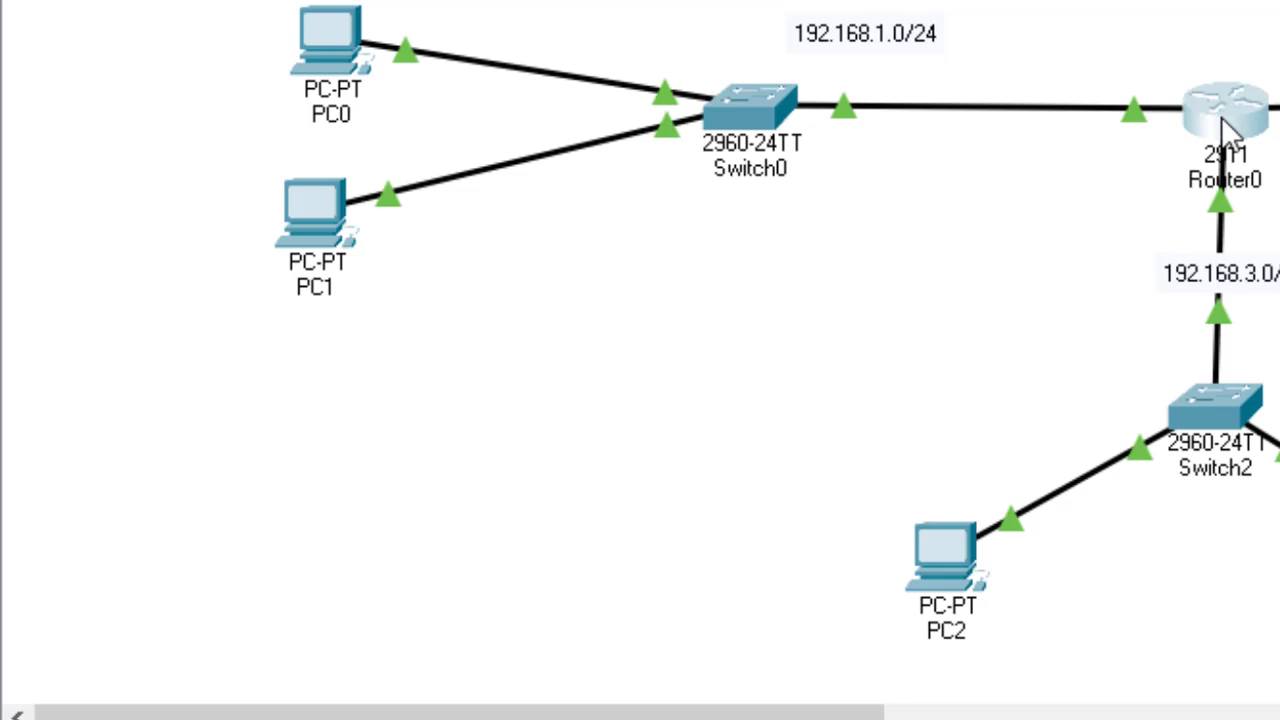 192.168.1.0/24
PC-PT
PC0
2960-24TT
Switch0
2911
Router0
PC-PT
PC1
192.168.3.0/
2960-24TT
Switch2
PC-PT
PC2